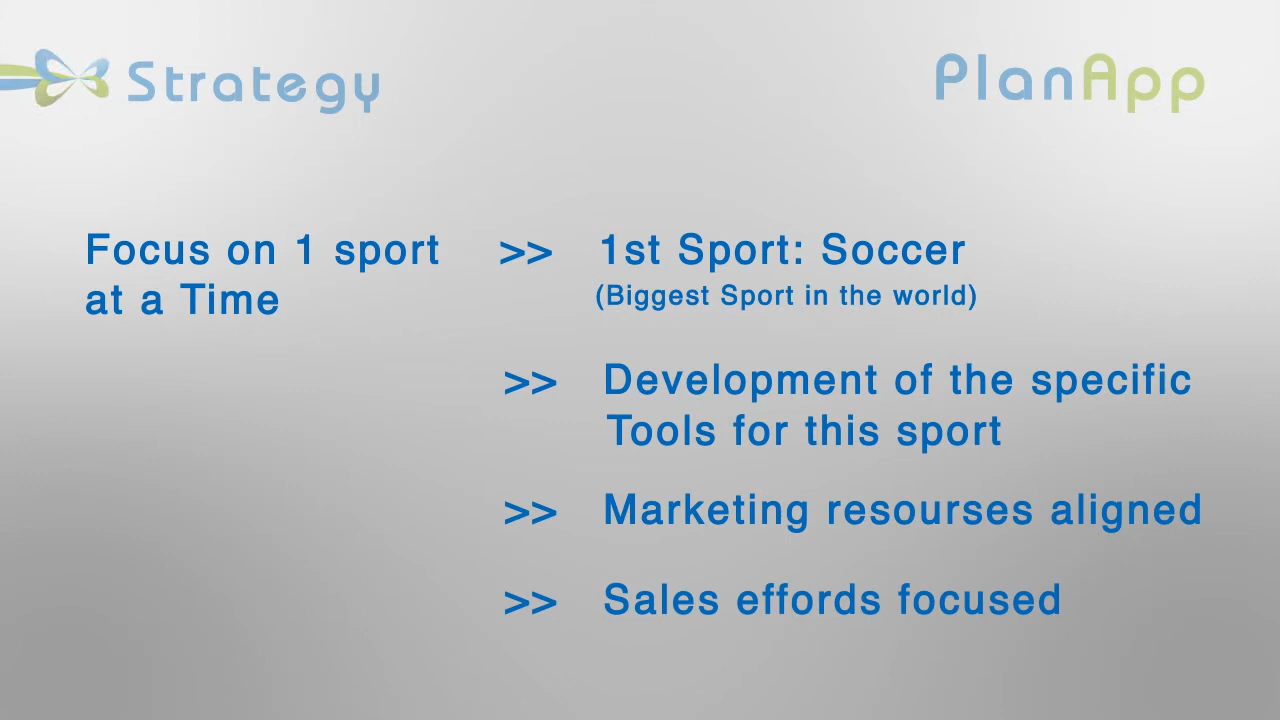 Strategy
PlanApp
Focus on 1 sport >> 1st Sport: Soccer
at a Time (Biggest Sport in the world)
>> Development of the specific
Tools for this sport
>> Marketing resourses aligned
>> Sales effords focused